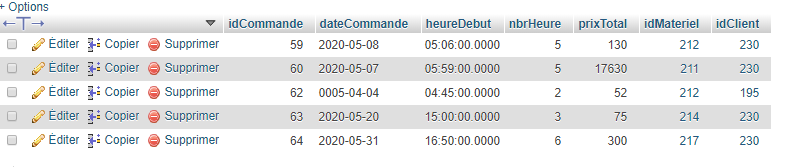 + Options
←T→ idCommande dateCommande heureDebut nbrHeure prixTotal idMateriel idClient
Éditer Copier Supprimer 59 2020-05-08 05:06:00.0000 5 130 212 230
Éditer Copier Supprimer 60 2020-05-07 05:59:00.0000 5 17630 211 230
Éditer Copier Supprimer 62 0005-04-04 04:45:00.0000 2 52 212 195
Éditer Copier Supprimer 63 2020-05-20 15:00:00.0000 3 75 214 230
Éditer Copier Supprimer 64 2020-05-31 16:50:00.0000 6 300 217 230